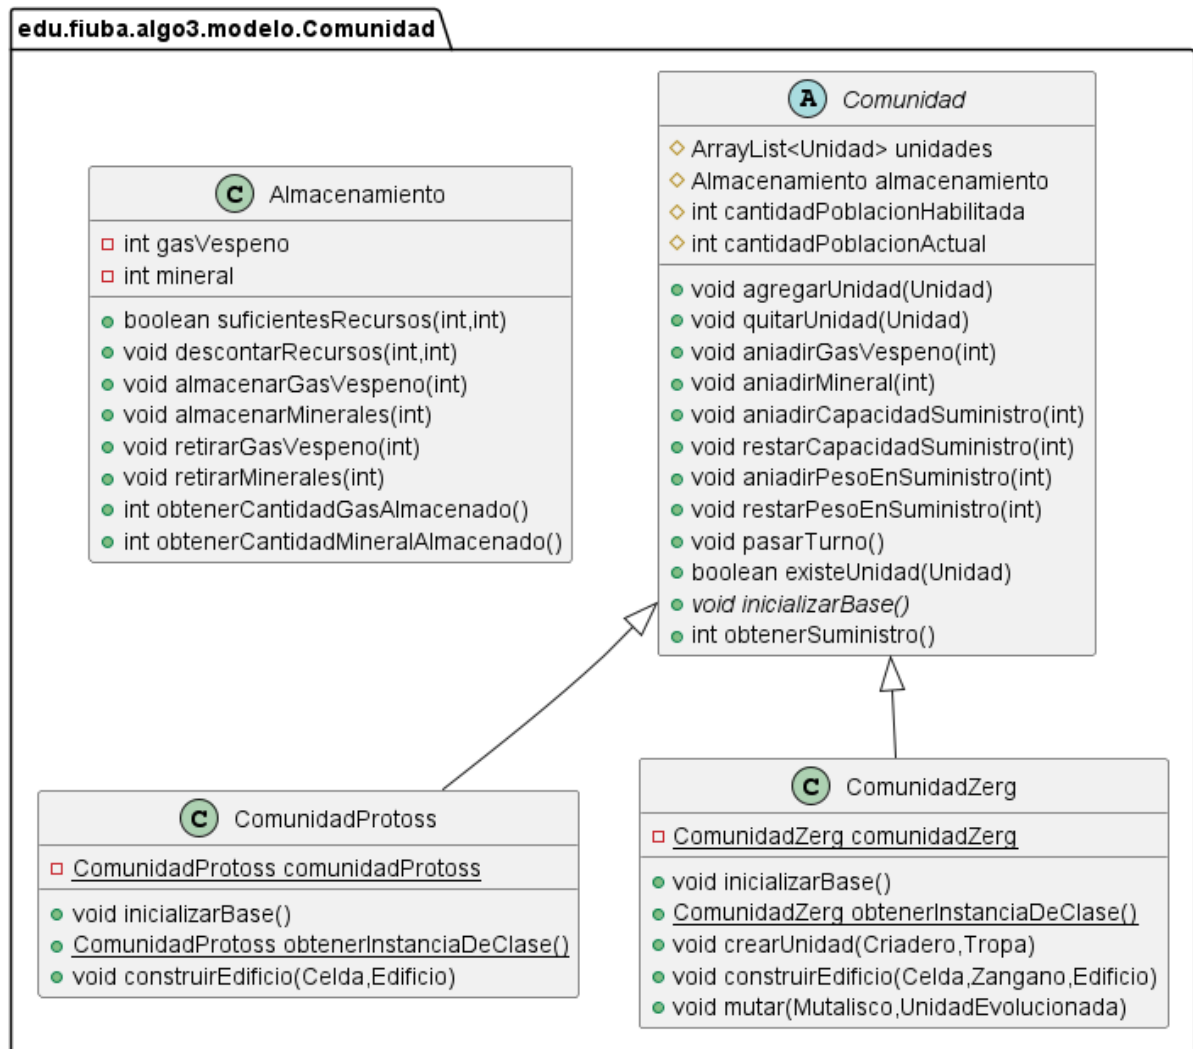 edu.fiuba.algo3.modelo.Comunidad
A Comunidad
ArrayList<Unidad> unidades
Almacenamiento almacenamiento
int cantidadPoblacionHabilitada
int cantidadPoblacionActual
void agregarUnidad(Unidad)
void quitarUnidad(Unidad)
void aniadirGasVespeno(int)
void aniadirMineral(int)
void aniadirCapacidadSuministro(int)
void restarCapacidadSuministro(int)
void aniadirPesoEnSuministro(int)
void restarPesoEnSuministro(int)
void pasarTurno()
boolean existeUnidad(Unidad)
void inicializarBase()
int obtenerSuministro()
C Almacenamiento
int gasVespeno
int mineral
boolean suficientesRecursos(int,int)
void descontarRecursos(int,int)
void almacenarGasVespeno(int)
void almacenarMinerales(int)
void retirarGasVespeno(int)
void retirarMinerales(int)
int obtenerCantidadGasAlmacenado()
int obtenerCantidadMineralAlmacenado()
C ComunidadProtoss
ComunidadProtoss comunidadProtoss
void inicializarBase()
ComunidadProtoss obtenerInstanciaDeClase()
void construirEdificio(Celda,Edificio)
C ComunidadZerg
ComunidadZerg comunidadZerg
void inicializarBase()
ComunidadZerg obtenerInstanciaDeClase()
void crearUnidad(Criadero,Tropa)
void construirEdificio(Celda,Zangano,Edificio)
void mutar(Mutalisco,UnidadEvolucionada)